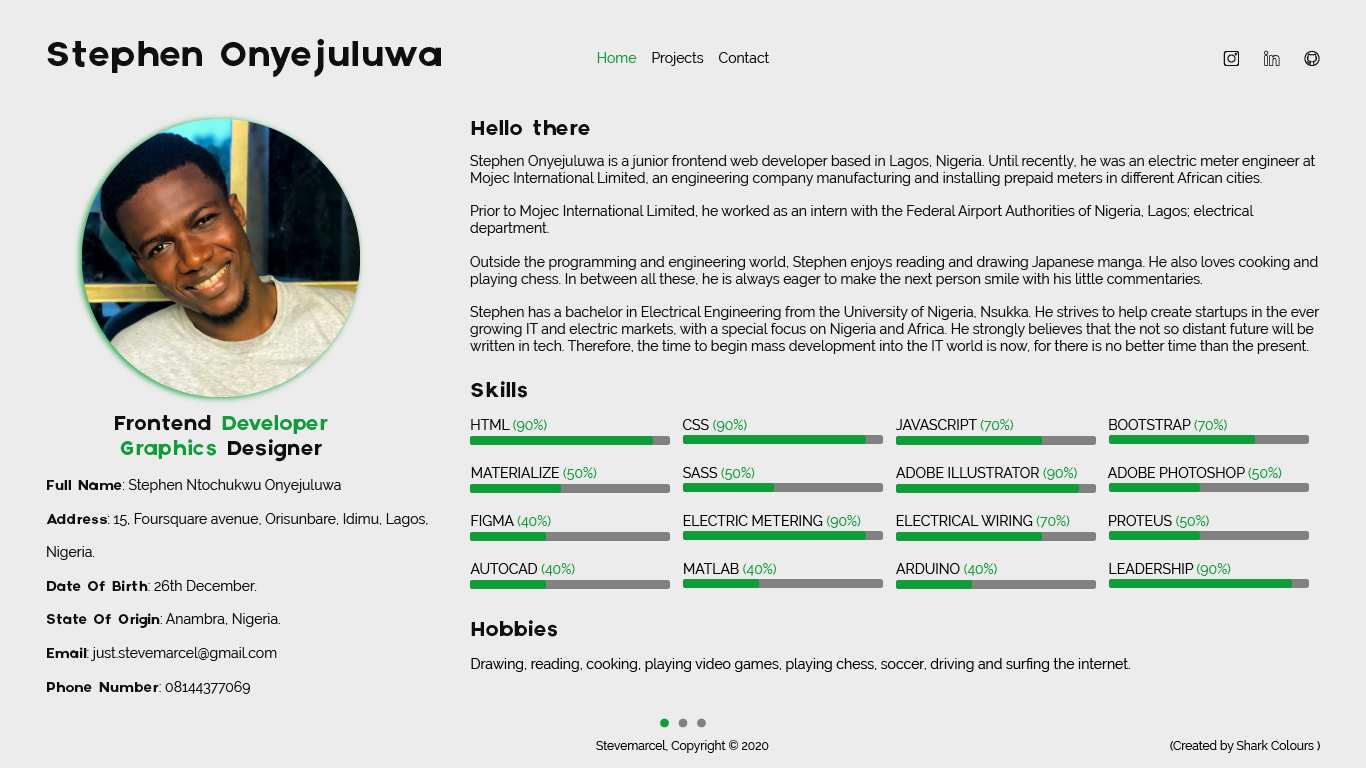 Stephen Onyejuluwa
Home Projects Contact
Frontend Developer
Graphics Designer
Full Name: Stephen Ntochukwu Onyejuluwa
Address: 15, Foursquare avenue, Orisunbare, Idimu, Lagos,
Nigeria.
Date Of Birth: 26th December.
State Of Origin: Anambra, Nigeria.
Email: just.stevemarcel@gmail.com
Phone Number: 08144377069
Hello there
Stephen Onyejuluwa is a junior frontend web developer based in Lagos, Nigeria. Until recently, he was an electric meter engineer at
Mojec International Limited, an engineering company manufacturing and installing prepaid meters in different African cities.
Prior to Mojec International Limited, he worked as an intern with the Federal Airport Authorities of Nigeria, Lagos; electrical
department.
Outside the programming and engineering world, Stephen enjoys reading and drawing Japanese manga. He also loves cooking and
playing chess. In between all these, he is always eager to make the next person smile with his little commentaries.
Stephen has a bachelor in Electrical Engineering from the University of Nigeria, Nsukka. He strives to help create startups in the ever
growing IT and electric markets, with a special focus on Nigeria and Africa. He strongly believes that the not so distant future will be
written in tech. Therefore, the time to begin mass development into the IT world is now, for there is no better time than the present.
Skills
HTML (90%) CSS (90%) JAVASCRIPT (70%) BOOTSTRAP (70%)
MATERIALIZE (50%) SASS (50%) ADOBE ILLUSTRATOR (90%) ADOBE PHOTOSHOP (50%)
FIGMA (40%) ELECTRIC METERING (90%) ELECTRICAL WIRING (70%) PROTEUS (50%)
AUTOCAD (40%) MATLAB (40%) ARDUINO (40%) LEADERSHIP (90%)
Hobbies
Drawing, reading, cooking, playing video games, playing chess, soccer, driving and surfing the internet.
Stevemarcel, Copyright © 2020
(Created by Shark Colours )